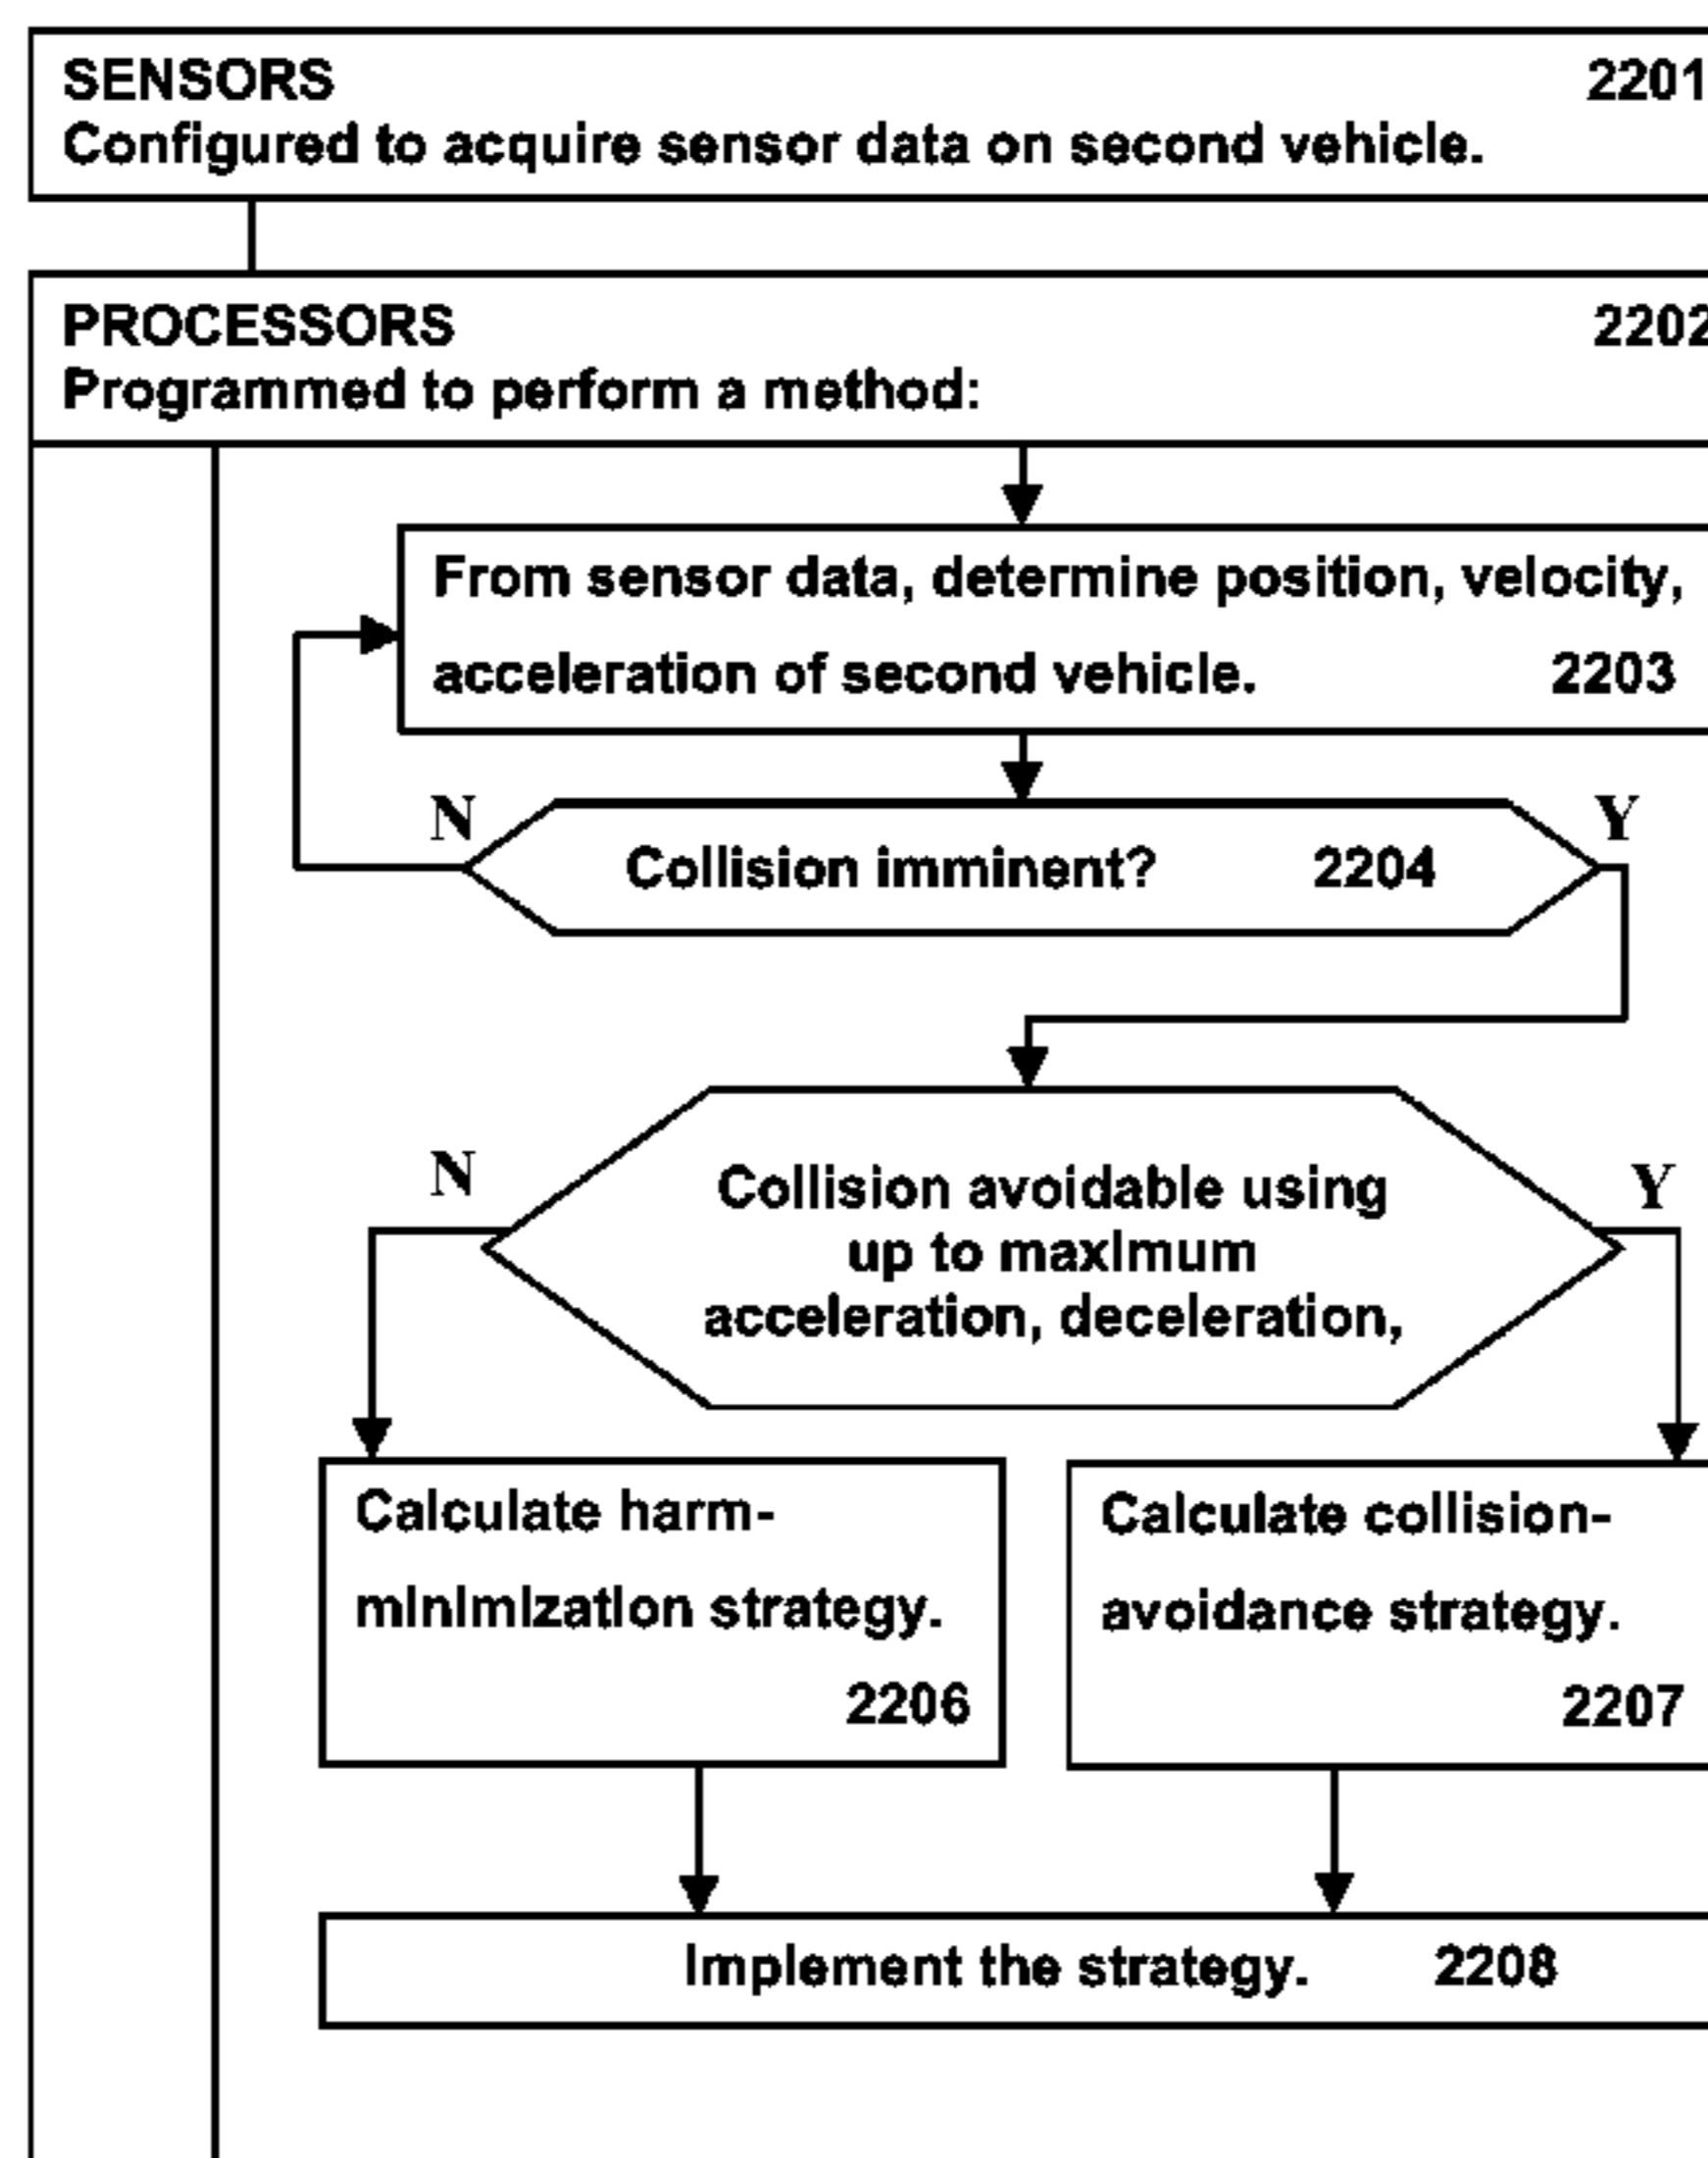 SENSORS 2201
Configured to acquire sensor data on second vehicle.
PROCESSORS 2202
Programmed to perform a method:
From sensor data, determine position, velocity,
acceleration of second vehicle. 2203
N Y
Collision imminent? 2204
N Y
Collision avoidable using
up to maximum
acceleration, deceleration,
Calculate harm-
minimization strategy.
2206
Calculate collision-
avoidance strategy.
2207
Implement the strategy. 2208